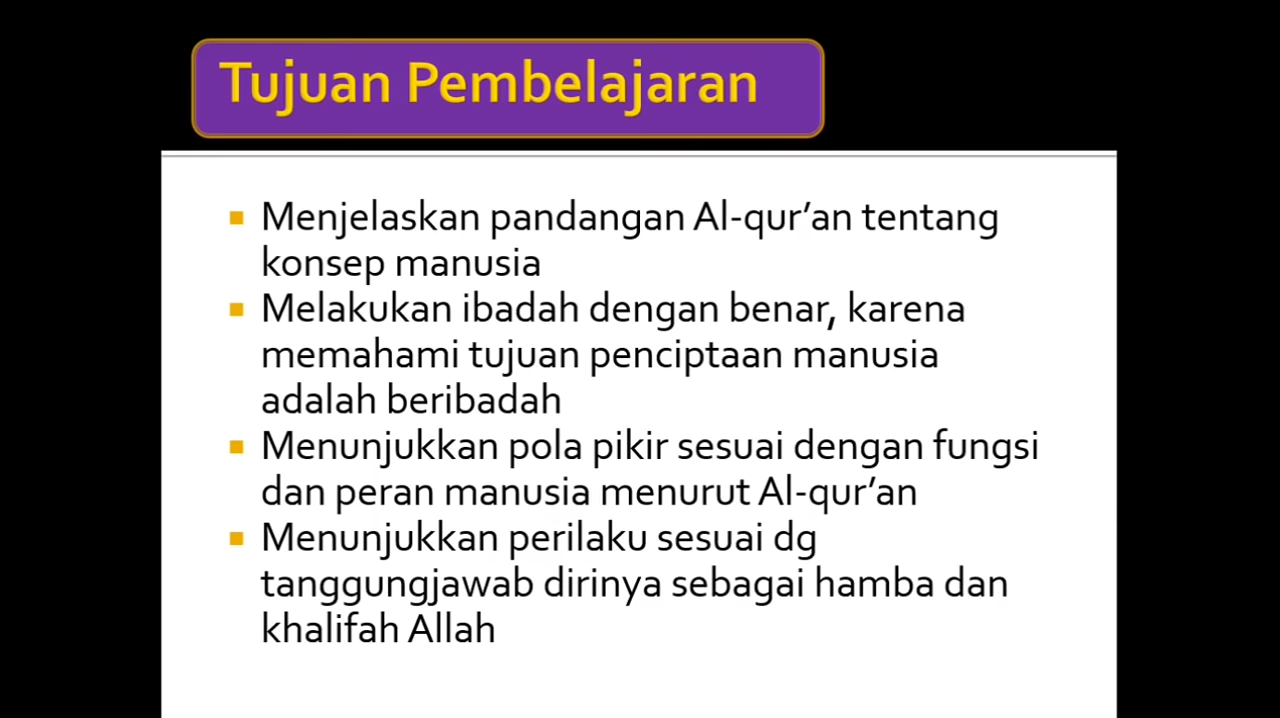 Tujuan Pembelajaran
▪ Menjelaskan pandangan Al-qur’an tentang
konsep manusia
▪ Melakukan ibadah dengan benar, karena
memahami tujuan penciptaan manusia
adalah beribadah
▪ Menunjukkan pola pikir sesuai dengan fungsi
dan peran manusia menurut Al-qur’an
▪ Menunjukkan perilaku sesuai dg
tanggungjawab dirinya sebagai hamba dan
khalifah Allah